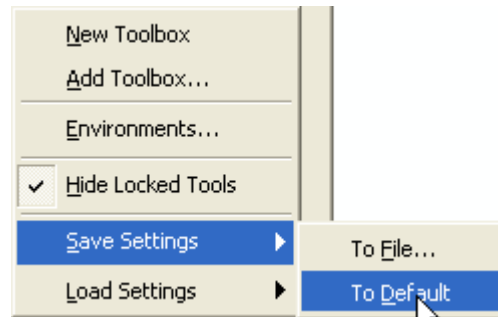 New Toolbox
Add Toolbox...
Environments...
Hide Locked Tools
Save Settings
To File...
Load Settings
To Default